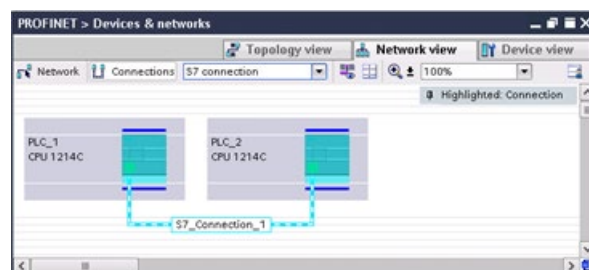 PROFINET > Devices & networks
Topology view
Network view
Device view
Network
Connections
S7 connection
100%
Highlighted: Connection
PLC_1
CPU 1214C
PLC_2
CPU 1214C
S7_Connection_1